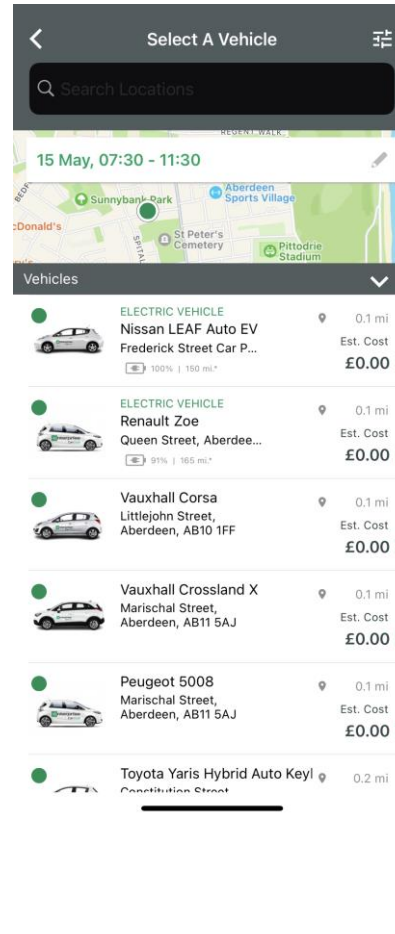 Select A Vehicle
Search Locations
REGENT WALK
15 May, 07:30 - 11:30
Sunnybank Park
Aberdeen
Sports Village
cDonald's
St Peter's
Cemetery
Pittodrie
Stadium
Vehicles
ELECTRIC VEHICLE
Nissan LEAF Auto EV
Frederick Street Car P...
100% | 150 mi.*
0.1 mi
Est. Cost
£0.00
ELECTRIC VEHICLE
Renault Zoe
Queen Street, Aberdee...
91% | 165 mi.*
0.1 mi
Est. Cost
£0.00
Vauxhall Corsa
Littlejohn Street,
Aberdeen, AB10 1FF
0.1 mi
Est. Cost
£0.00
Vauxhall Crossland X
Marischal Street,
Aberdeen, AB11 5AJ
0.1 mi
Est. Cost
£0.00
Peugeot 5008
Marischal Street,
Aberdeen, AB11 5AJ
0.1 mi
Est. Cost
£0.00
Toyota Yaris Hybrid Auto Keyl
Constitution Street
0.2 mi